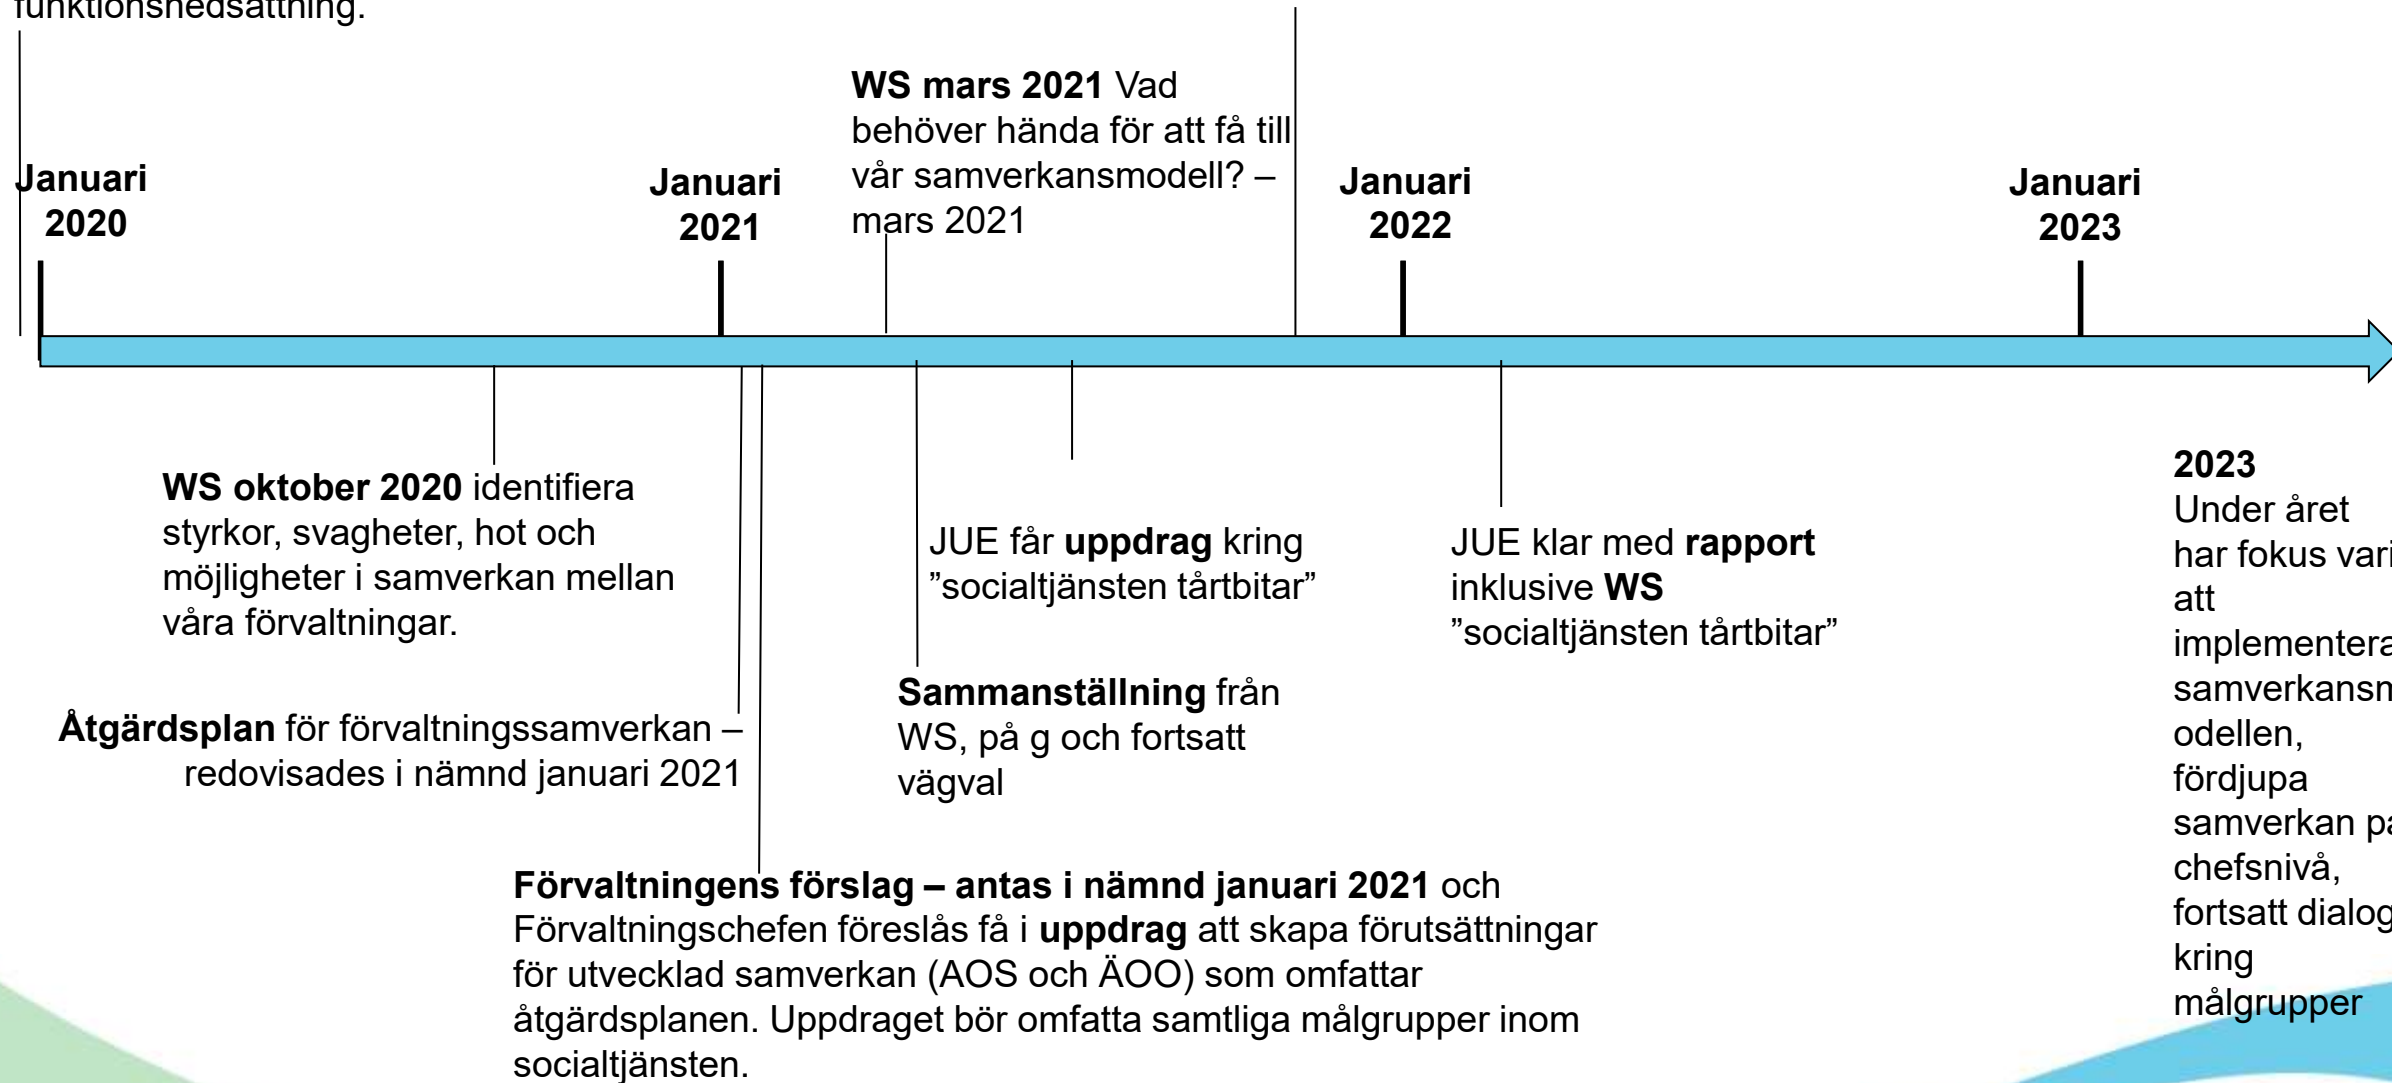 funktionsnedsättning.
WS mars 2021 Vad
behöver hända för att få till
vår samverkansmodell? –
mars 2021
Januari
2020
Januari
2021
Januari
2022
Januari
2023
WS oktober 2020 identifiera
styrkor, svagheter, hot och
möjligheter i samverkan mellan
våra förvaltningar.
Åtgärdsplan för förvaltningssamverkan –
redovisades i nämnd januari 2021
JUE får uppdrag kring
”socialtjänsten tårtbitar”
Sammanställning från
WS, på g och fortsatt
vägval
JUE klar med rapport
inklusive WS
”socialtjänsten tårtbitar”
Förvaltningens förslag – antas i nämnd januari 2021 och
Förvaltningschefen föreslås få i uppdrag att skapa förutsättningar
för utvecklad samverkan (AOS och ÄOO) som omfattar
åtgärdsplanen. Uppdraget bör omfatta samtliga målgrupper inom
socialtjänsten.
2023
Under året
har fokus vari
att
implementera
samverkansm
odellen,
fördjupa
samverkan på
chefsnivå,
fortsatt dialog
kring
målgrupper